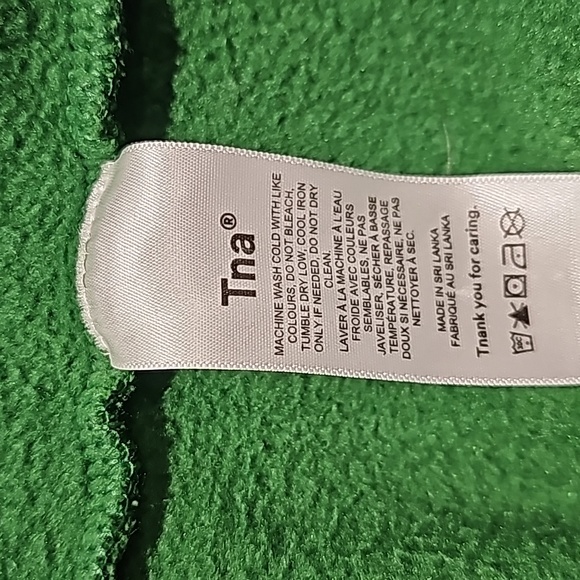 Tna®
MACHINE WASH COLD WITH LIKE
COLOURS, DO NOT BLEACH,
TUMBLE DRY LOW, COOL IRON
ONLY IF NEEDED, DO NOT DRY
CLEAN.
LAVER À LA MACHINE À L'EAU
FROIDE AVEC COULEURS
SEMBLABLES, NE PAS
JAVELISER, SÉCHER À BASSE
TEMPÉRATURE, REPASSAGE
DOUX SI NÉCESSAIRE, NE PAS
NETTOYER À SEC.
MADE IN SRI LANKA
FABRIQUÉ AU SRI LANKA
Tnank you for caring.